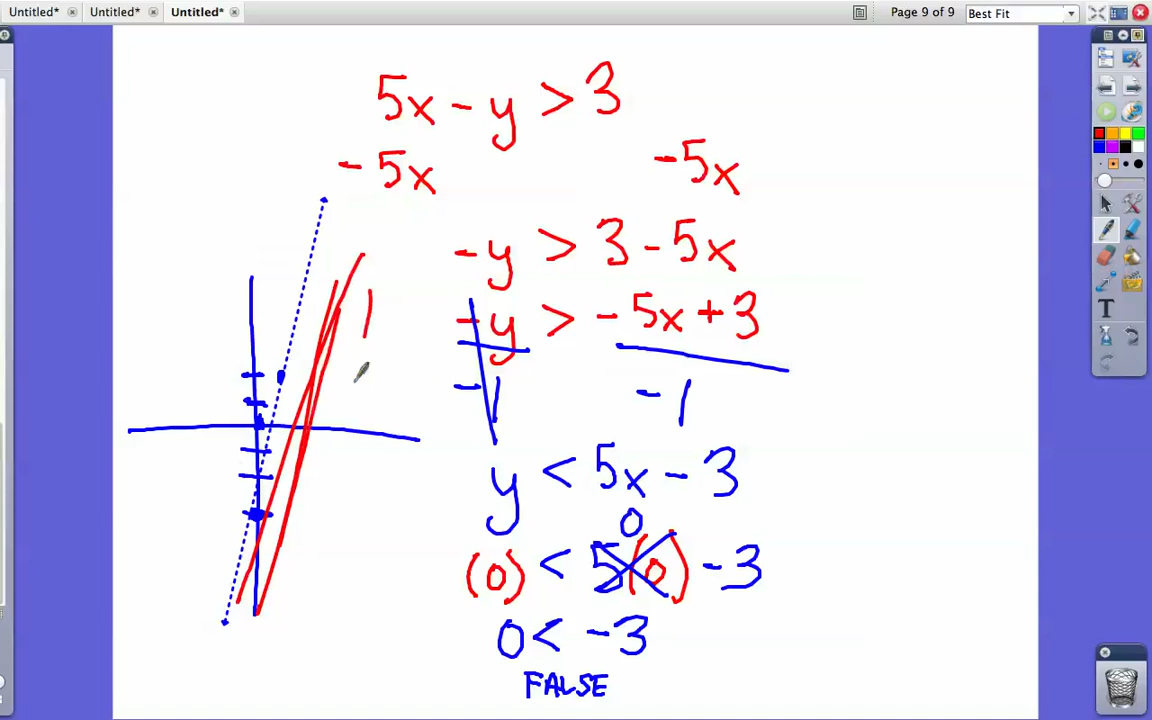 Untitled* Untitled* Untitled* Page 9 of 9 Best Fit
5x - y > 3
- 5x - 5x
- y > 3 - 5x
- y > - 5x + 3
- 1 - 1
y < 5x - 3
0
(0) < 5(0) - 3
0 < - 3
FALSE
T